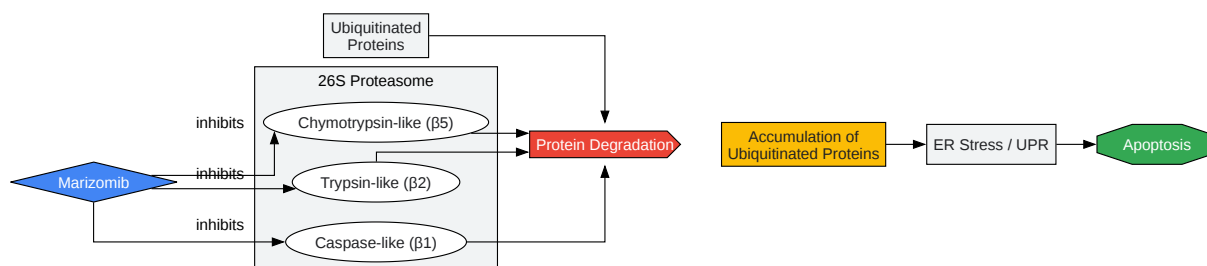 Ubiquitinated
Proteins
26S Proteasome
inhibits
Chymotrypsin-like (β5)
Protein Degradation
Accumulation of
Ubiquitinated Proteins
ER Stress / UPR
Apoptosis
inhibits
Marizomib
Trypsin-like (β2)
inhibits
Caspase-like (β1)